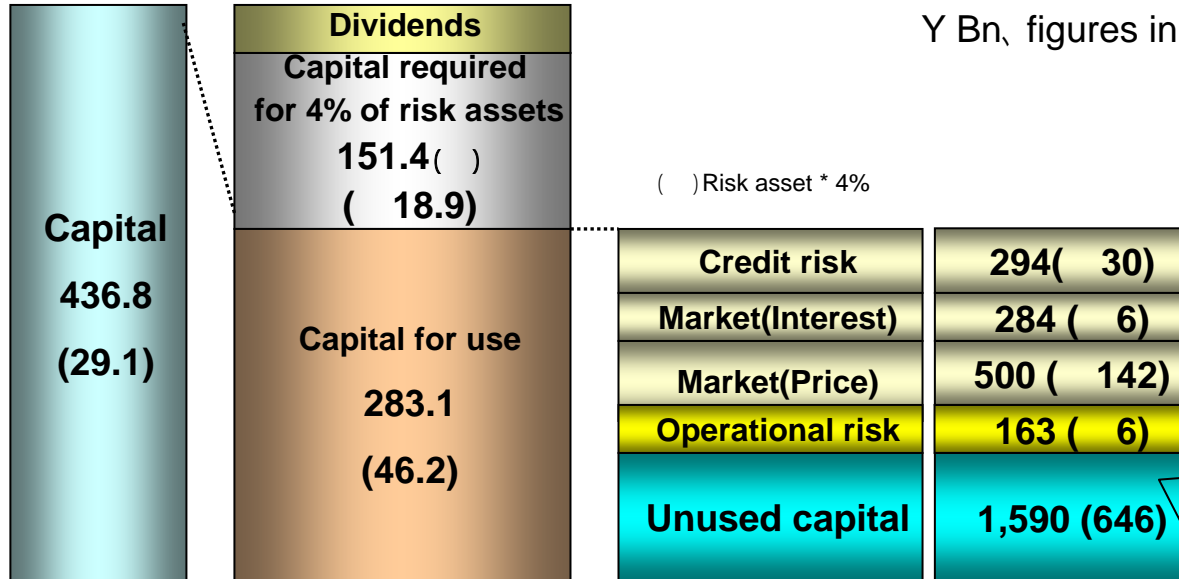 Y Bn、figures in
Capital
436.8
(29.1)
Dividends
Capital required
for 4% of risk assets
151.4(  )
(  18.9)
Capital for use
283.1
(46.2)
(  )Risk asset * 4%
Credit risk
294(  30)
Market(Interest)
284 (  6)
Market(Price)
500 (  142)
Operational risk
163 (  6)
Unused capital
1,590 (646)